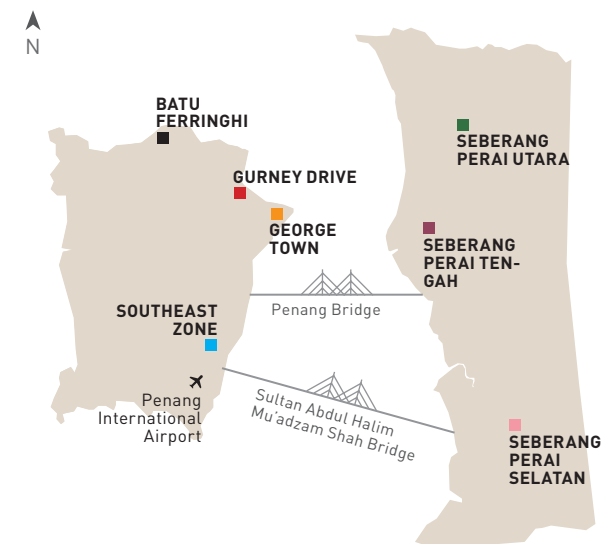 N
BATU
FERRINGHI
GURNEY DRIVE
GEORGE
TOWN
SEBERANG
PERAI UTARA
SEBERANG
PERAI TEN-
GAH
Penang Bridge
SOUTHEAST
ZONE
Penang
International
Airport
Sultan Abdul Halim
Mu'adzam Shah Bridge
SEBERANG
PERAI
SELATAN